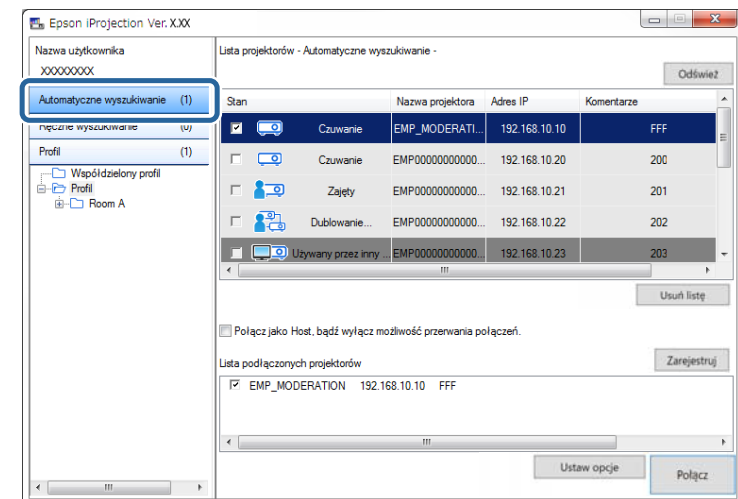 Epson iProjection Ver. X.XX
Nazwa użytkownika
XXXXXXXX
Automatyczne wyszukiwanie (1)
Ręczne wyszukiwanie (0)
Profil (1)
Współdzielony profil
Profil
Room A
Lista projektorów - Automatyczne wyszukiwanie -
Odśwież
Stan Nazwa projektora Adres IP Komentarze
Czuwanie EMP_MODERATI... 192.168.10.10 FFF
Czuwanie EMP00000000000... 192.168.10.20 200
Zajęty EMP00000000000... 192.168.10.21 201
Dublowanie... EMP00000000000... 192.168.10.22 202
Używany przez inny ... EMP00000000000... 192.168.10.23 203
Usuń listę
Połącz jako Host, bądź wyłącz możliwość przerwania połączeń.
Lista podłączonych projektorów
Zarejestruj
EMP_MODERATION 192.168.10.10 FFF
Ustaw opcje
Połącz